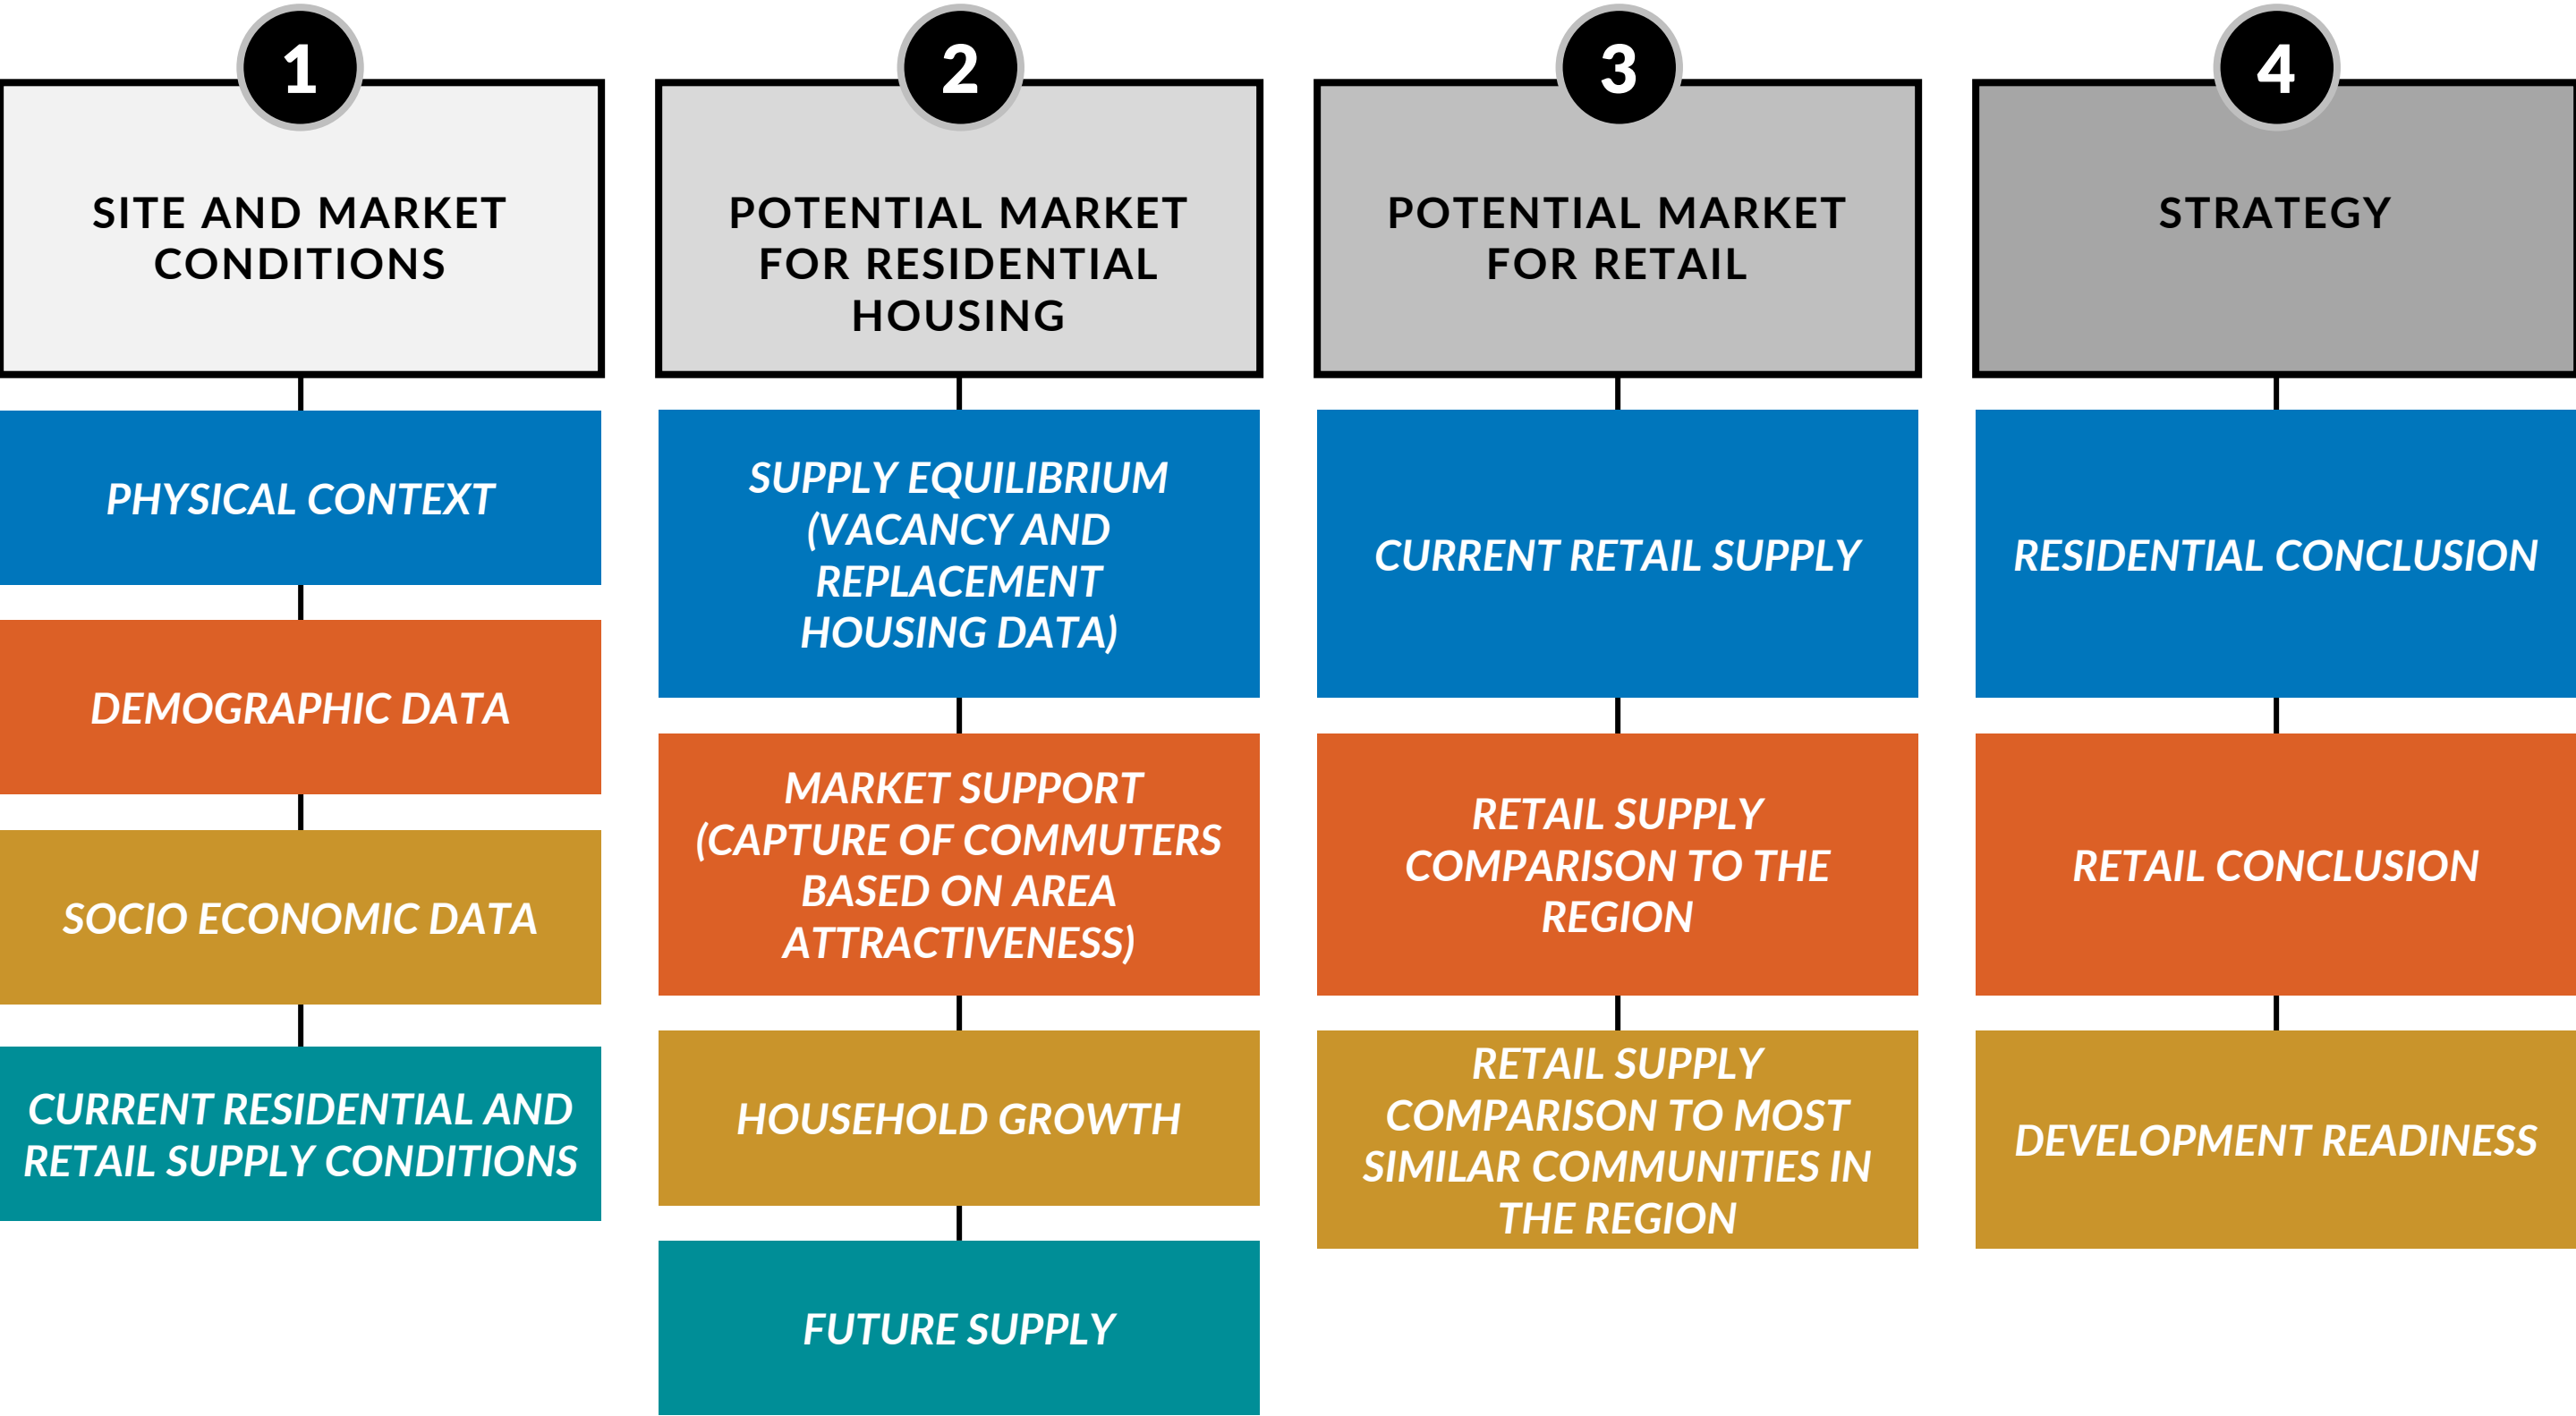 1
SITE AND MARKET
CONDITIONS
PHYSICAL CONTEXT
DEMOGRAPHIC DATA
SOCIO ECONOMIC DATA
CURRENT RESIDENTIAL AND
RETAIL SUPPLY CONDITIONS
2
POTENTIAL MARKET
FOR RESIDENTIAL
HOUSING
SUPPLY EQUILIBRIUM
(VACANCY AND
REPLACEMENT
HOUSING DATA)
MARKET SUPPORT
(CAPTURE OF COMMUTERS
BASED ON AREA
ATTRACTIVENESS)
HOUSEHOLD GROWTH
FUTURE SUPPLY
3
POTENTIAL MARKET
FOR RETAIL
CURRENT RETAIL SUPPLY
RETAIL SUPPLY
COMPARISON TO THE
REGION
RETAIL SUPPLY
COMPARISON TO MOST
SIMILAR COMMUNITIES IN
THE REGION
4
STRATEGY
RESIDENTIAL CONCLUSION
RETAIL CONCLUSION
DEVELOPMENT READINESS